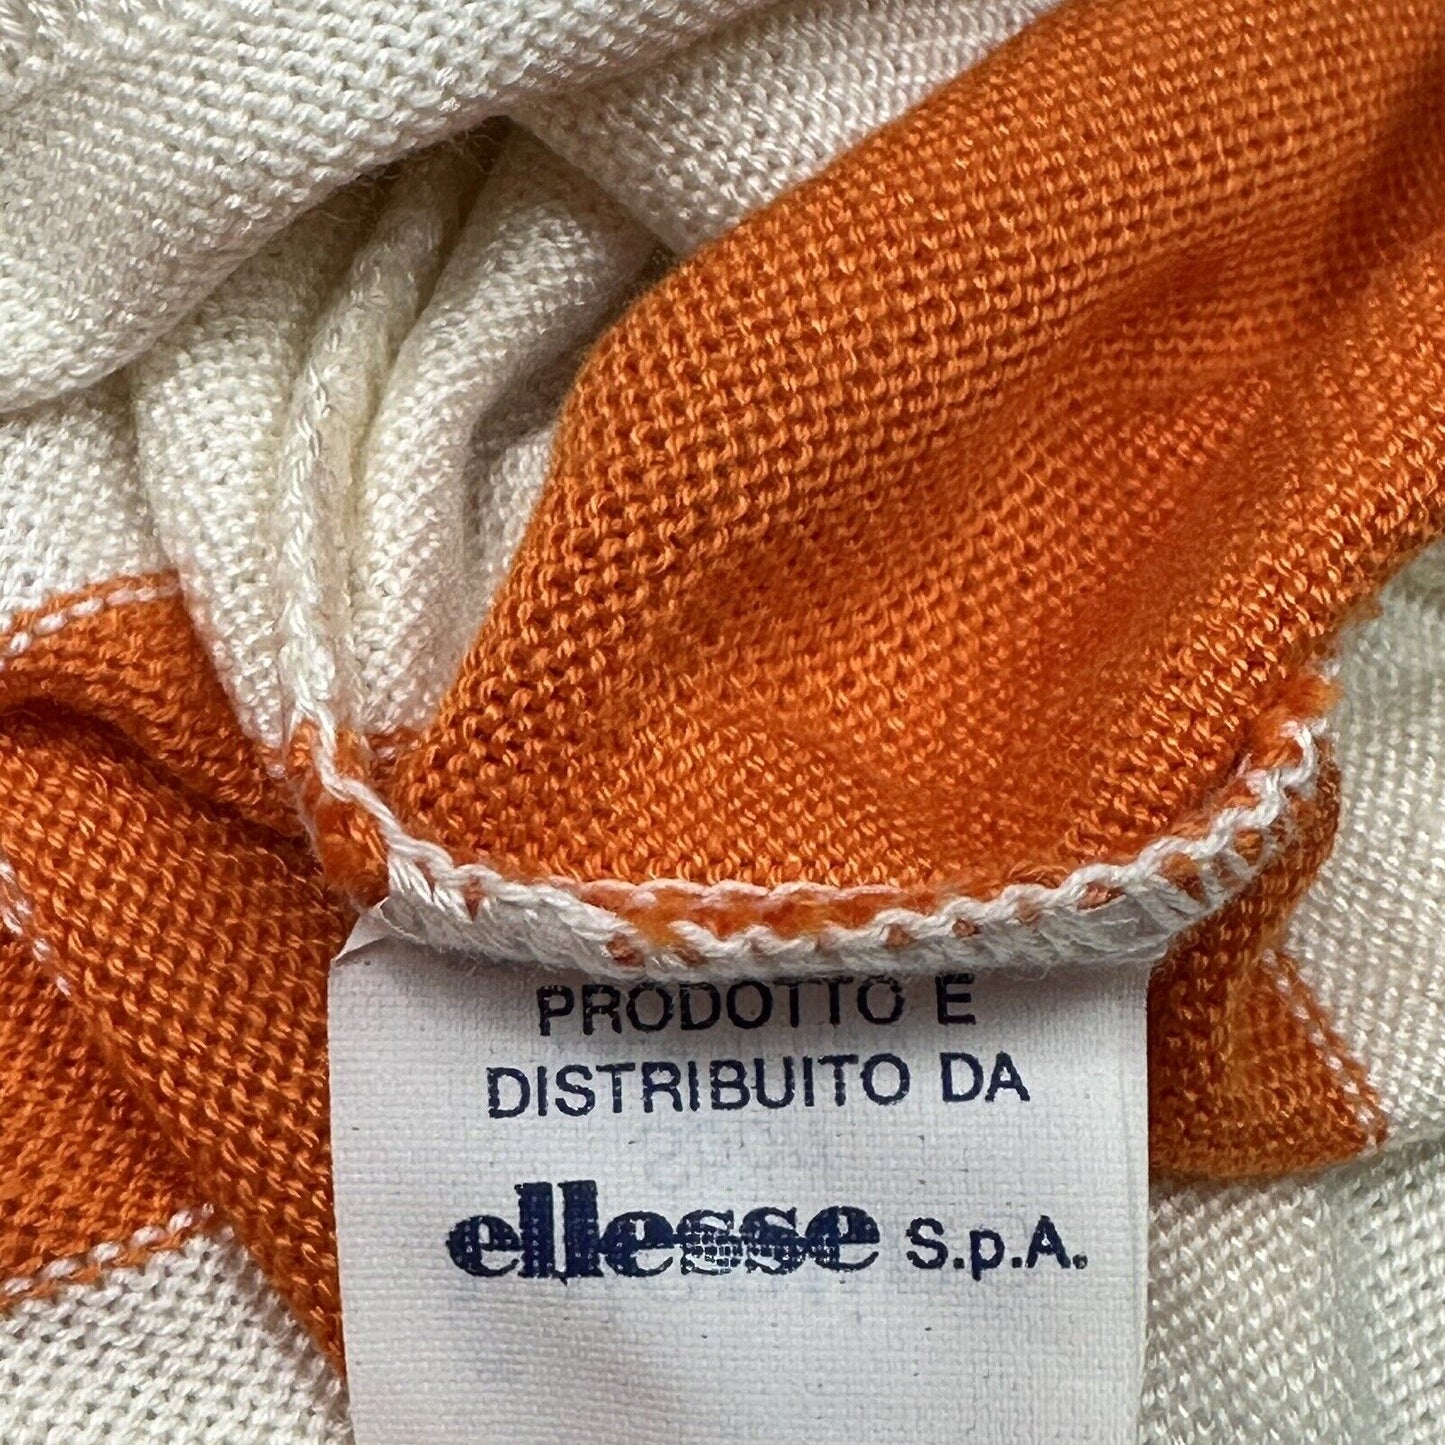 PRODOTTO E
DISTRIBUITO DA
ellesse S.p.A.